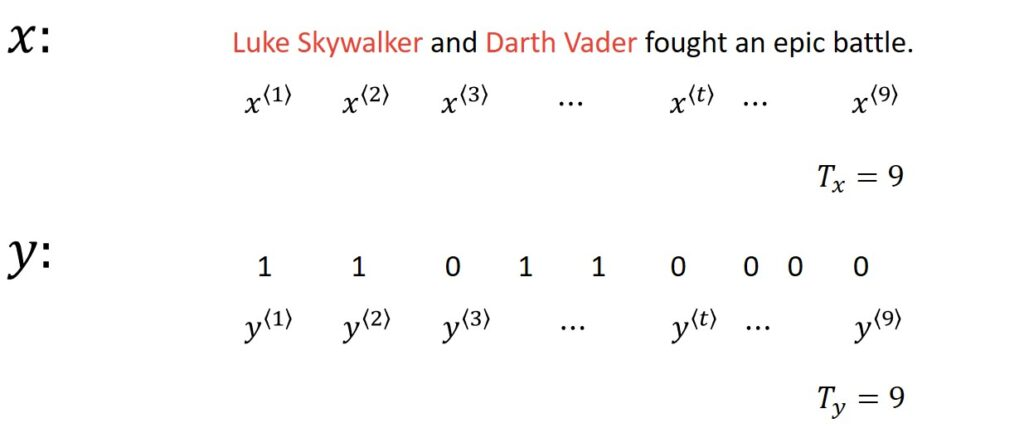 x: Luke Skywalker and Darth Vader fought an epic battle.
x⟨1⟩ x⟨2⟩ x⟨3⟩ ... x⟨t⟩ ... x⟨9⟩
Tx = 9
y: 1 1 0 1 1 0 0 0 0
y⟨1⟩ y⟨2⟩ y⟨3⟩ ... y⟨t⟩ ... y⟨9⟩
Ty = 9